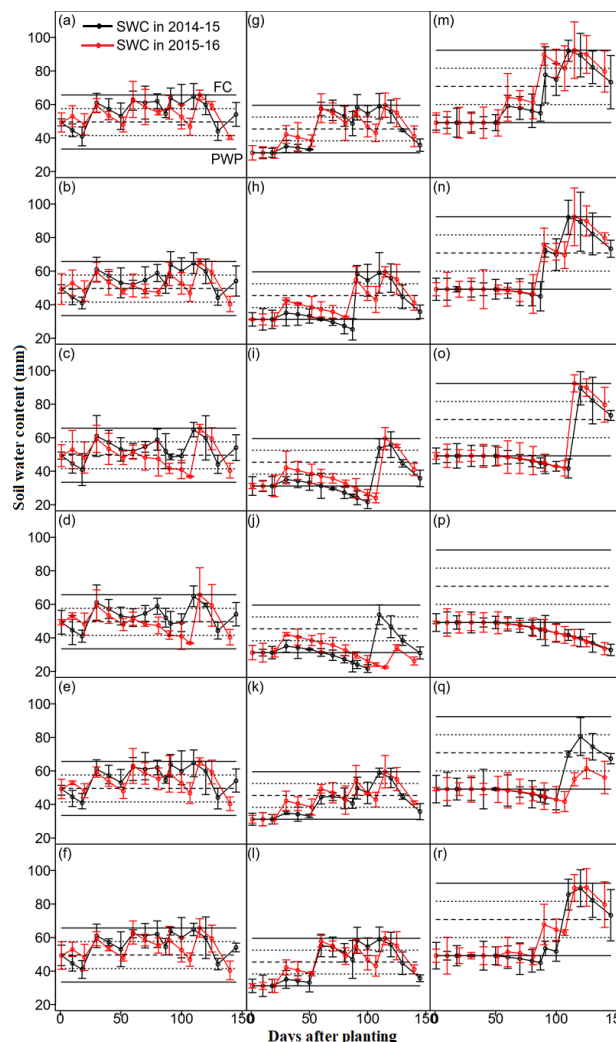 (a) SWC in 2014-15 (g) (m)
SWC in 2015-16
100
80
FC
60
40
PWP
20
(b) (h) (n)
100
80
60
40
20
(c) (i) (o)
100
80
60
40
20
Soil water content (mm)
(d) (j) (p)
100
80
60
40
20
(e) (k) (q)
100
80
60
40
20
(f) (l) (r)
100
80
60
40
20
0 50 100 150 0 50 100 150 0 50 100 150
Days after planting